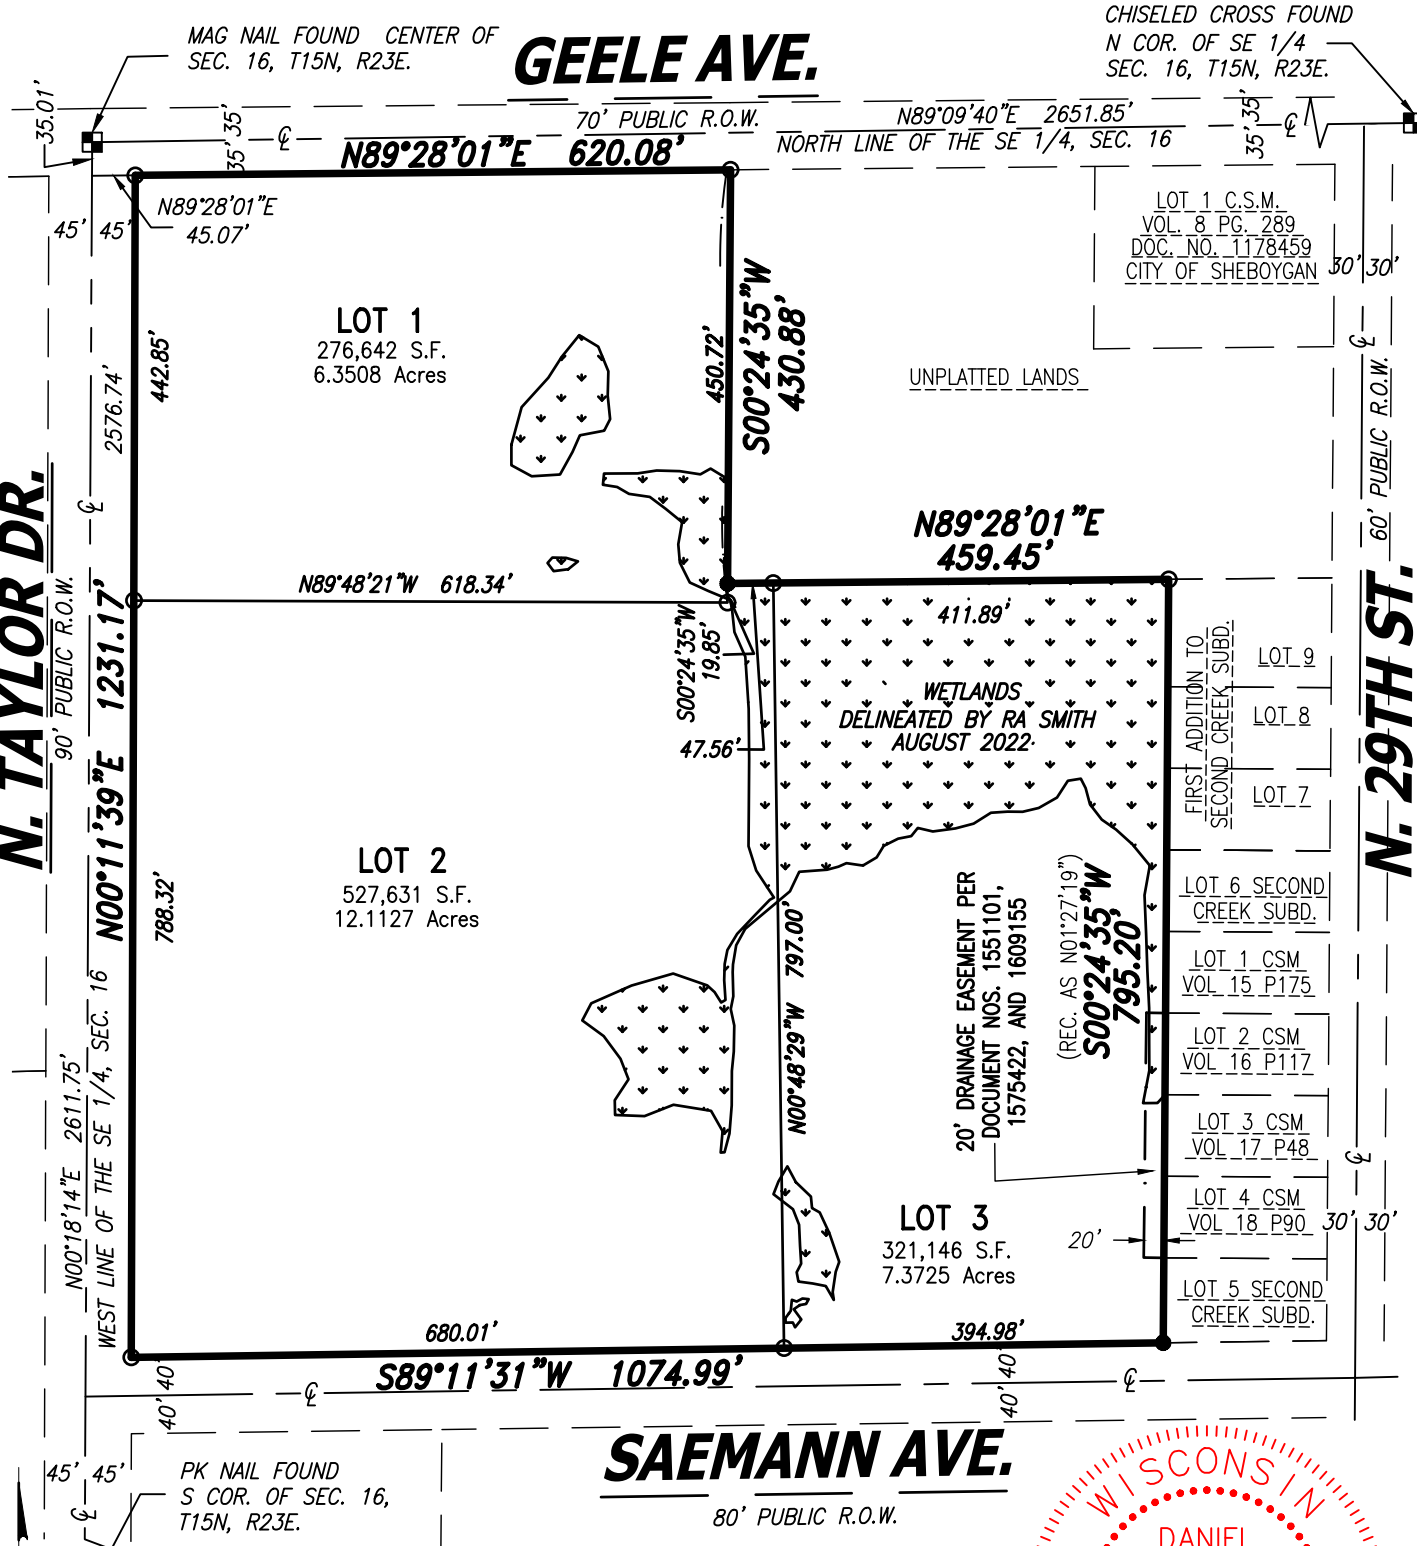 MAG NAIL FOUND CENTER OF
SEC. 16, T15N, R23E.
GEELE AVE.
CHISELED CROSS FOUND
N COR. OF SE 1/4
SEC. 16, T15N, R23E.
35.01'
35' 35'
℄
70' PUBLIC R.O.W.
N89°09'40"E 2651.85'
NORTH LINE OF THE SE 1/4, SEC. 16
35' 35'
℄
N89°28'01"E 620.08'
N89°28'01"E
45.07'
45' 45'
LOT 1 C.S.M.
VOL. 8 PG. 289
DOC. NO. 1178459
CITY OF SHEBOYGAN
30' 30'
℄
LOT 1
276,642 S.F.
6.3508 Acres
442.85'
2576.74'
450.72'
S00°24'35"W
430.88'
UNPLATTED LANDS
60' PUBLIC R.O.W.
N. TAYLOR DR.
90' PUBLIC R.O.W.
℄
N00°11'39"E 1231.17'
N89°48'21"W 618.34'
N89°28'01"E
459.45'
411.89'
S00°24'35"W
19.85'
47.56'
WETLANDS
DELINEATED BY RA SMITH
AUGUST 2022
FIRST ADDITION TO
SECOND CREEK SUBD.
LOT 9
LOT 8
LOT 7
N. 29TH ST.
LOT 2
527,631 S.F.
12.1127 Acres
788.32'
N00°48'29"W 797.00'
20' DRAINAGE EASEMENT PER
DOCUMENT NOS. 1551101,
1575422, AND 1609155
(REC. AS N01°27'19")
S00°24'35"W
795.20'
LOT 6 SECOND
CREEK SUBD.
LOT 1 CSM
VOL 15 P175
LOT 2 CSM
VOL 16 P117
LOT 3 CSM
VOL 17 P48
℄
LOT 4 CSM
VOL 18 P90
30' 30'
LOT 5 SECOND
CREEK SUBD.
N00°18'14"E 2611.75'
WEST LINE OF THE SE 1/4, SEC. 16
LOT 3
321,146 S.F.
7.3725 Acres
20'
680.01'
394.98'
S89°11'31"W 1074.99'
40' 40'
℄
40' 40'
℄
SAEMANN AVE.
80' PUBLIC R.O.W.
45' 45'
℄
PK NAIL FOUND
S COR. OF SEC. 16,
T15N, R23E.
WISCONSIN
DANIEL